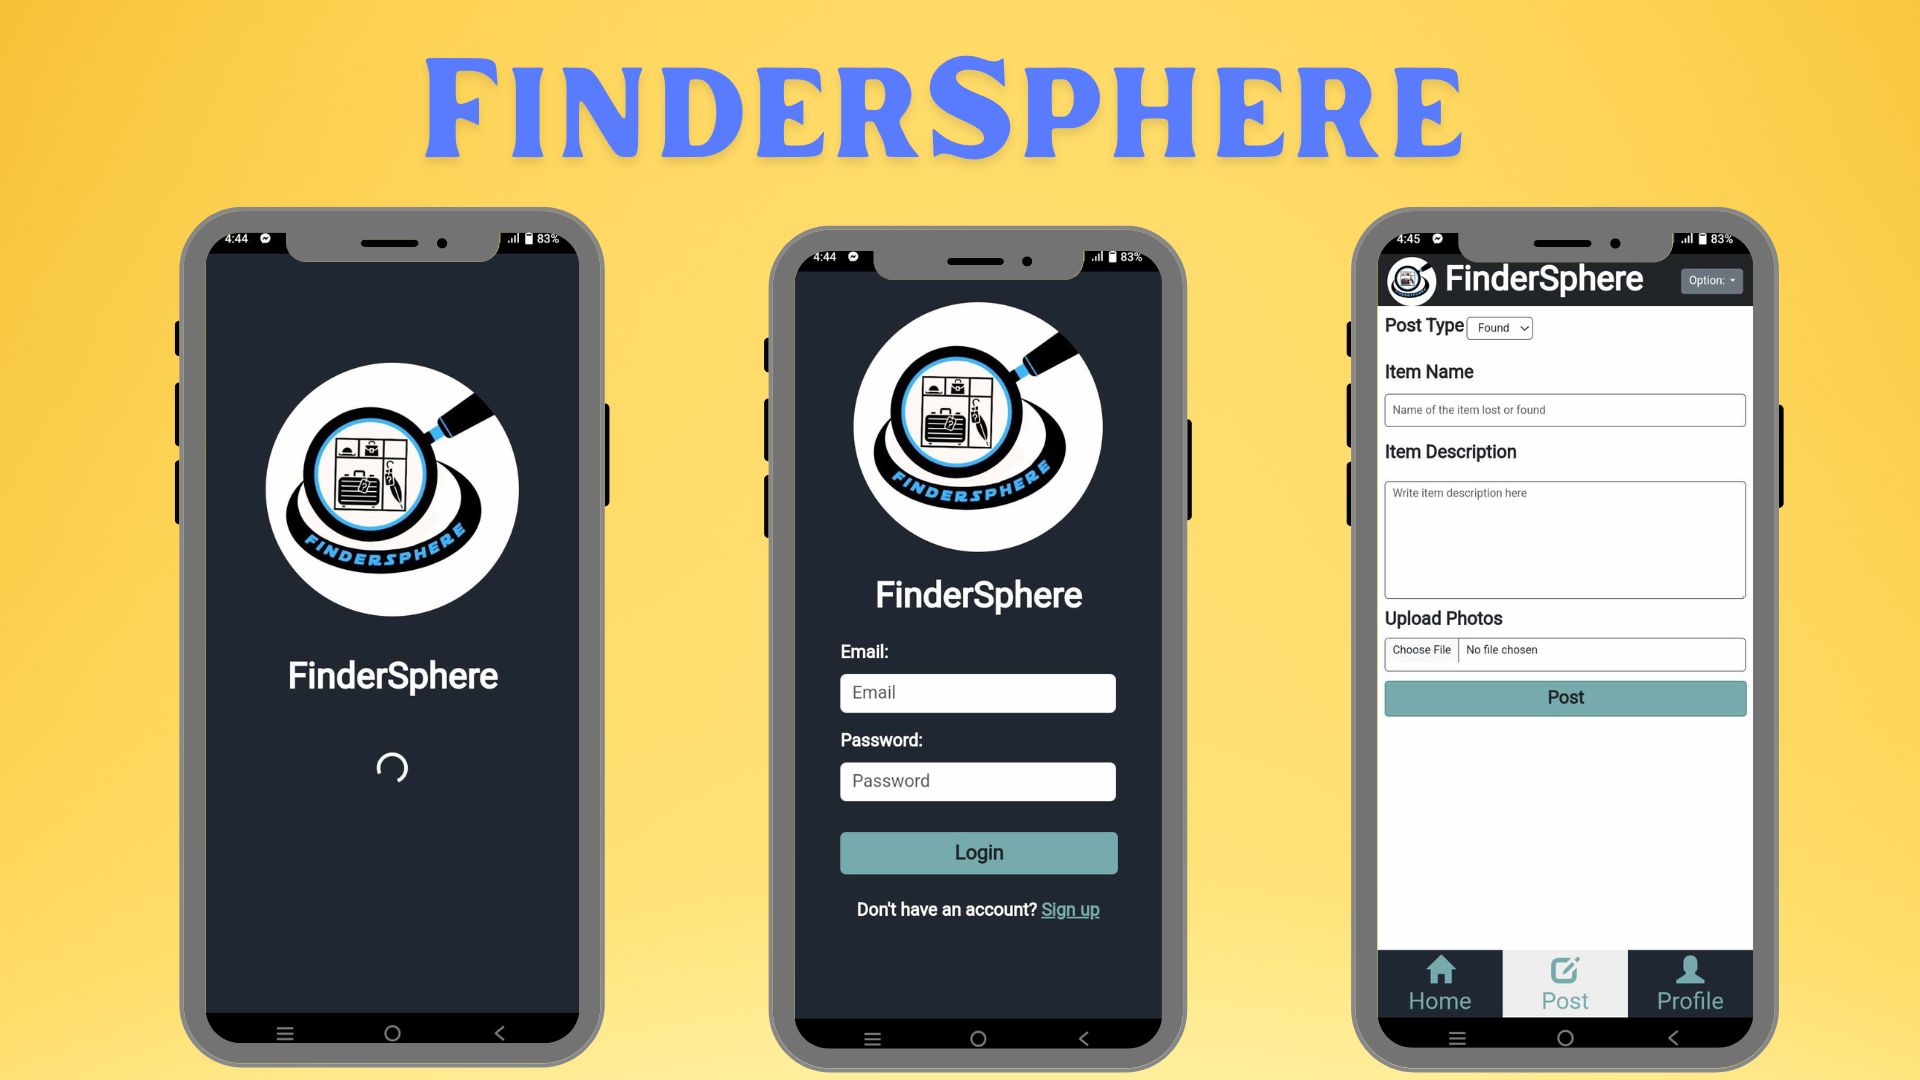 FINDERSPHERE
4:44
83%
FINDERSPHERE
FinderSphere
4:44
83%
FINDERSPHERE
FinderSphere
Email:
Email
Password:
Password
Login
Don't have an account? Sign up
4:45
83%
FinderSphere
Option:
Post Type Found
Item Name
Name of the item lost or found
Item Description
Write item description here
Upload Photos
Choose File No file chosen
Post
Home Post Profile